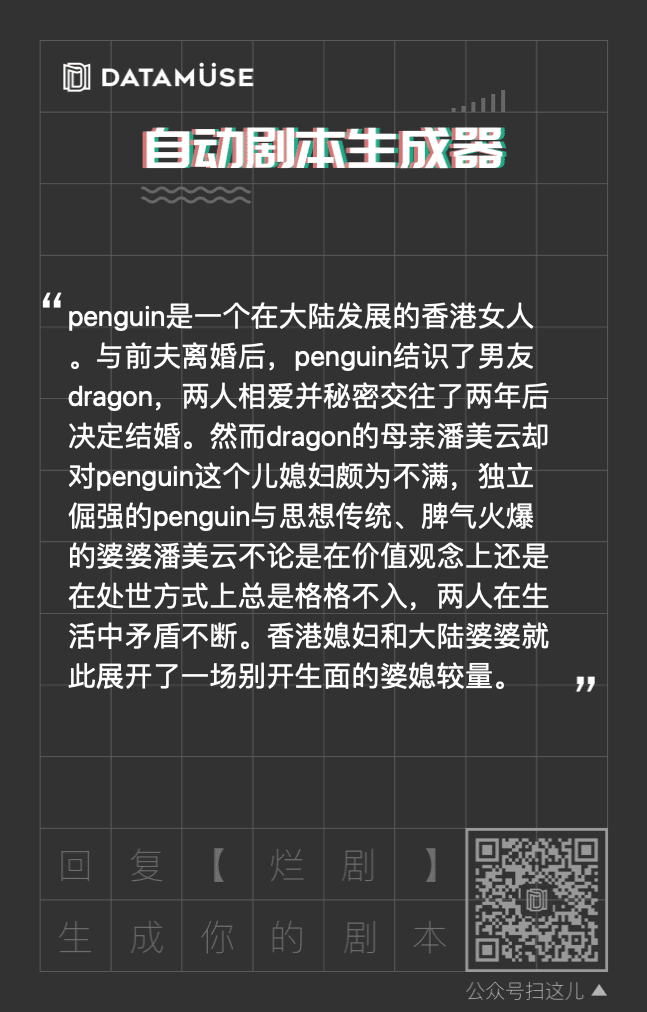 DATAMÜSE
自动剧本生成器
“penguin是一个在大陆发展的香港女人
。与前夫离婚后，penguin结识了男友
dragon，两人相爱并秘密交往了两年后
决定结婚。然而dragon的母亲潘美云却
对penguin这个儿媳妇颇为不满，独立
倔强的penguin与思想传统、脾气火爆
的婆婆潘美云不论是在价值观念上还是
在处世方式上总是格格不入，两人在生
活中矛盾不断。香港媳妇和大陆婆婆就
此展开了一场别开生面的婆媳较量。”
回复【烂剧】
生成你的剧本
公众号扫这儿▲